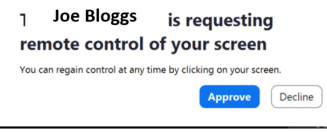 Joe Bloggs is requesting
remote control of your screen
You can regain control at any time by clicking on your screen.
Approve Decline